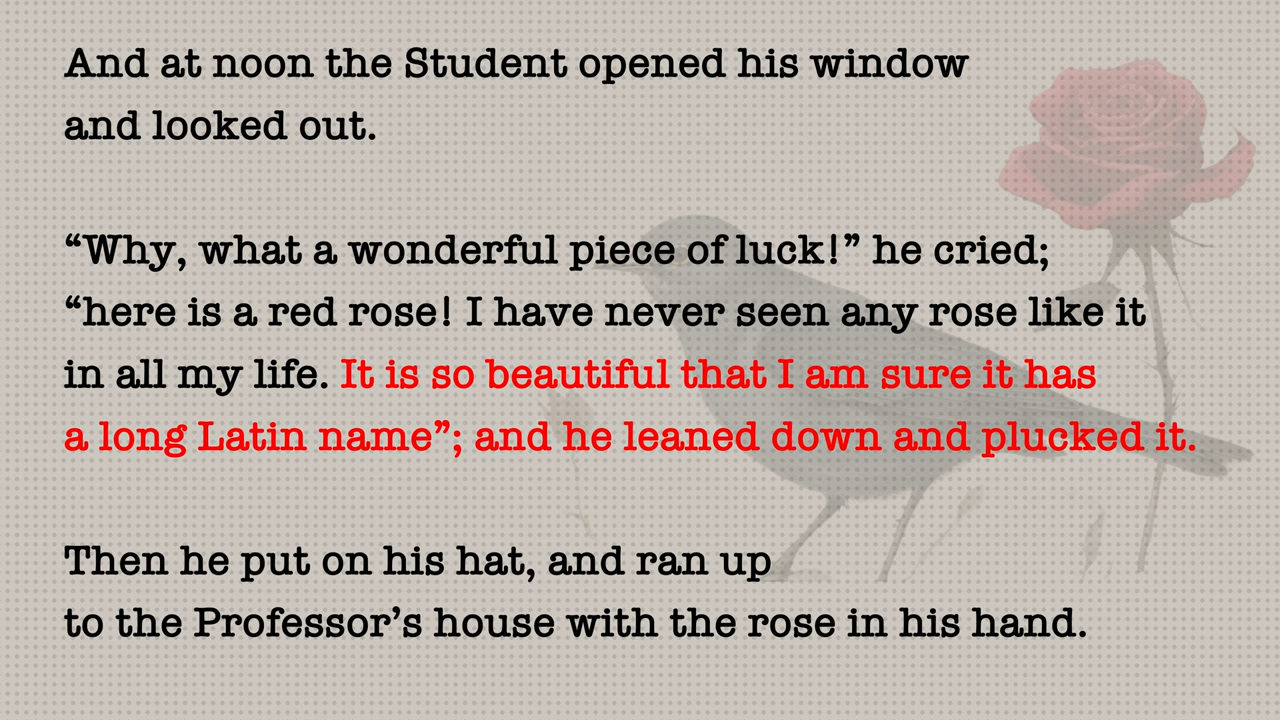 And at noon the Student opened his window
and looked out.
“Why, what a wonderful piece of luck!” he cried;
“here is a red rose! I have never seen any rose like it
in all my life. It is so beautiful that I am sure it has
a long Latin name”; and he leaned down and plucked it.
Then he put on his hat, and ran up
to the Professor’s house with the rose in his hand.